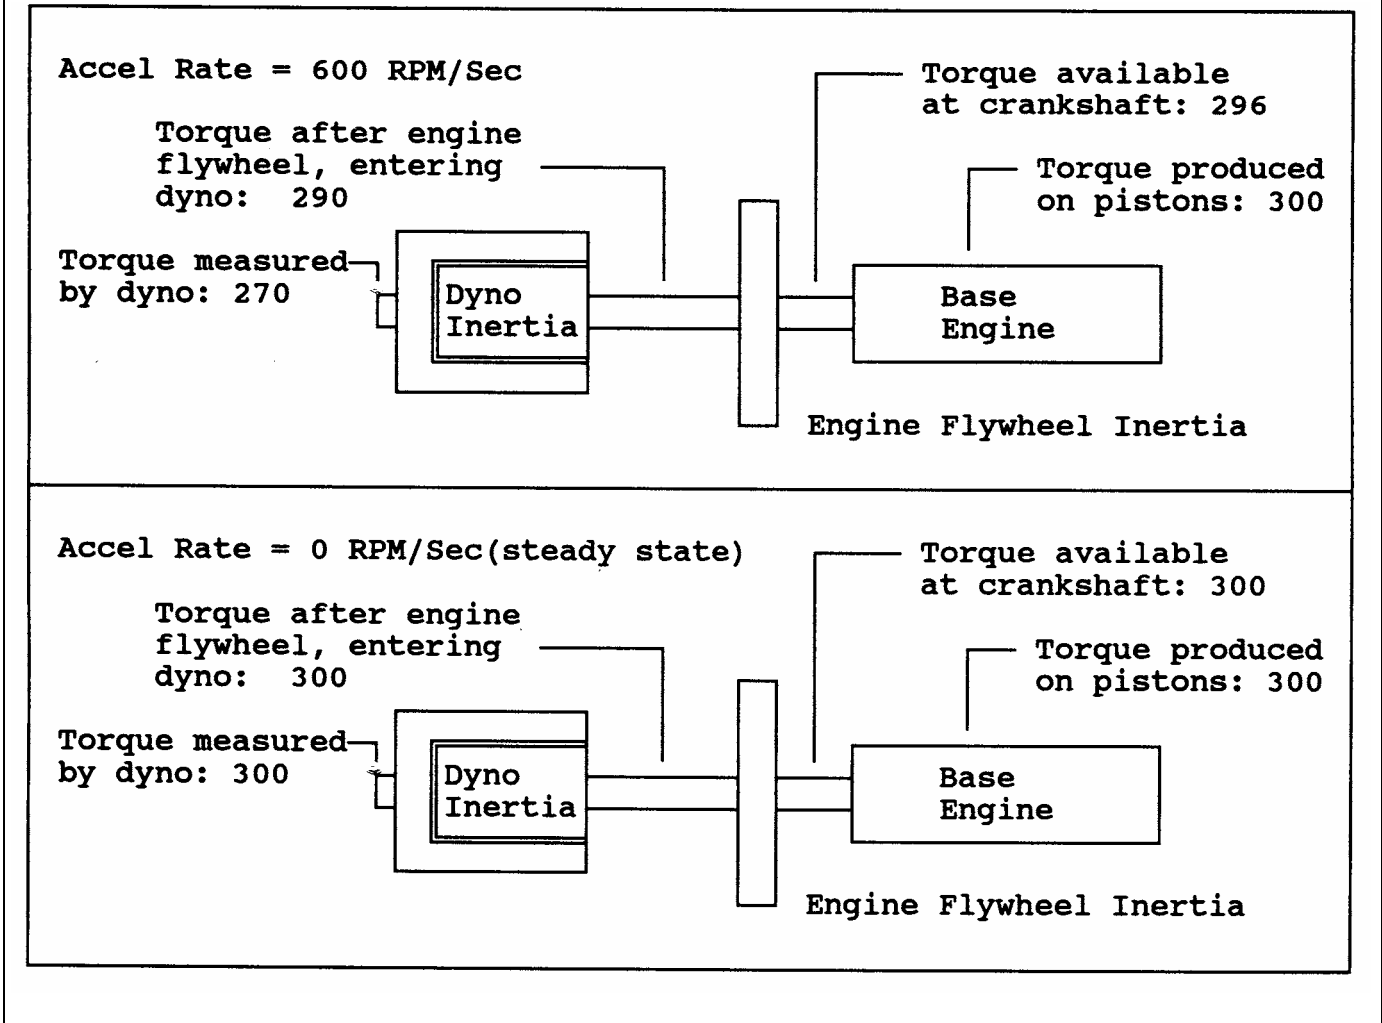 Accel Rate = 600 RPM/Sec
Torque available
at crankshaft: 296
Torque after engine
flywheel, entering
dyno: 290
Torque produced
on pistons: 300
Torque measured
by dyno: 270
Dyno
Inertia
Base
Engine
Engine Flywheel Inertia
Accel Rate = 0 RPM/Sec(steady state)
Torque available
at crankshaft: 300
Torque after engine
flywheel, entering
dyno: 300
Torque produced
on pistons: 300
Torque measured
by dyno: 300
Dyno
Inertia
Base
Engine
Engine Flywheel Inertia